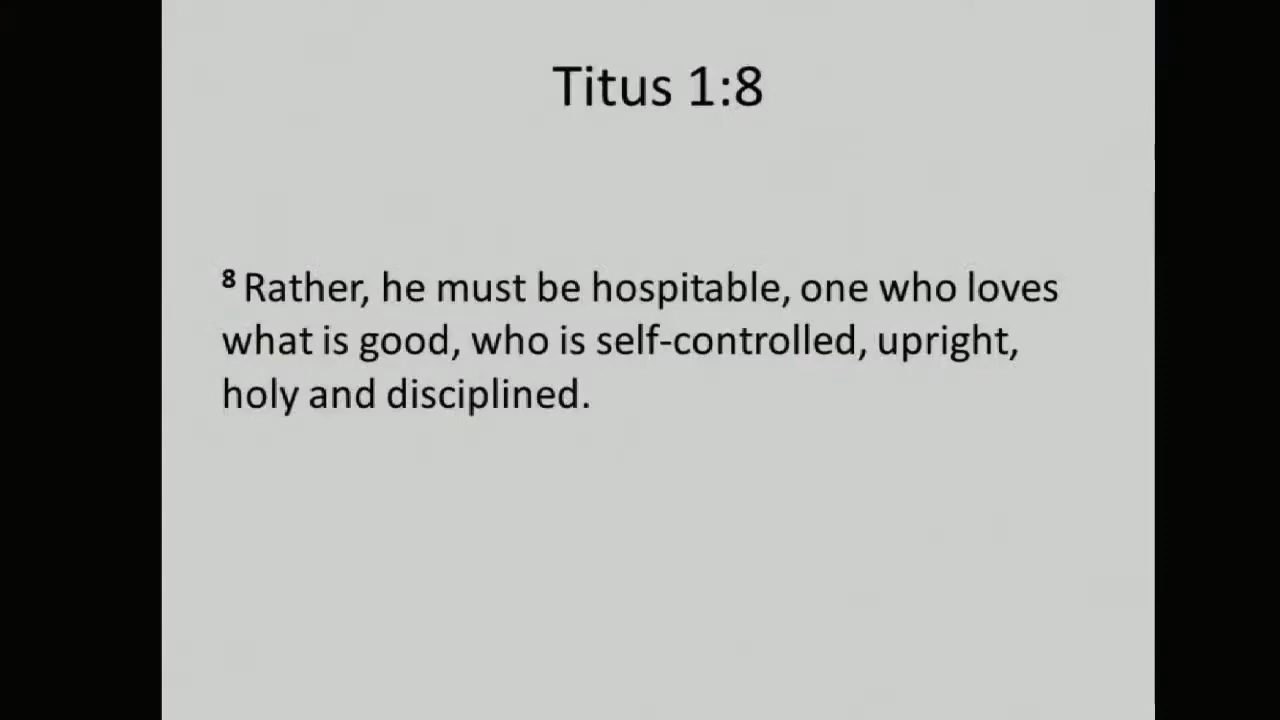 Titus 1:8
8 Rather, he must be hospitable, one who loves
what is good, who is self-controlled, upright,
holy and disciplined.